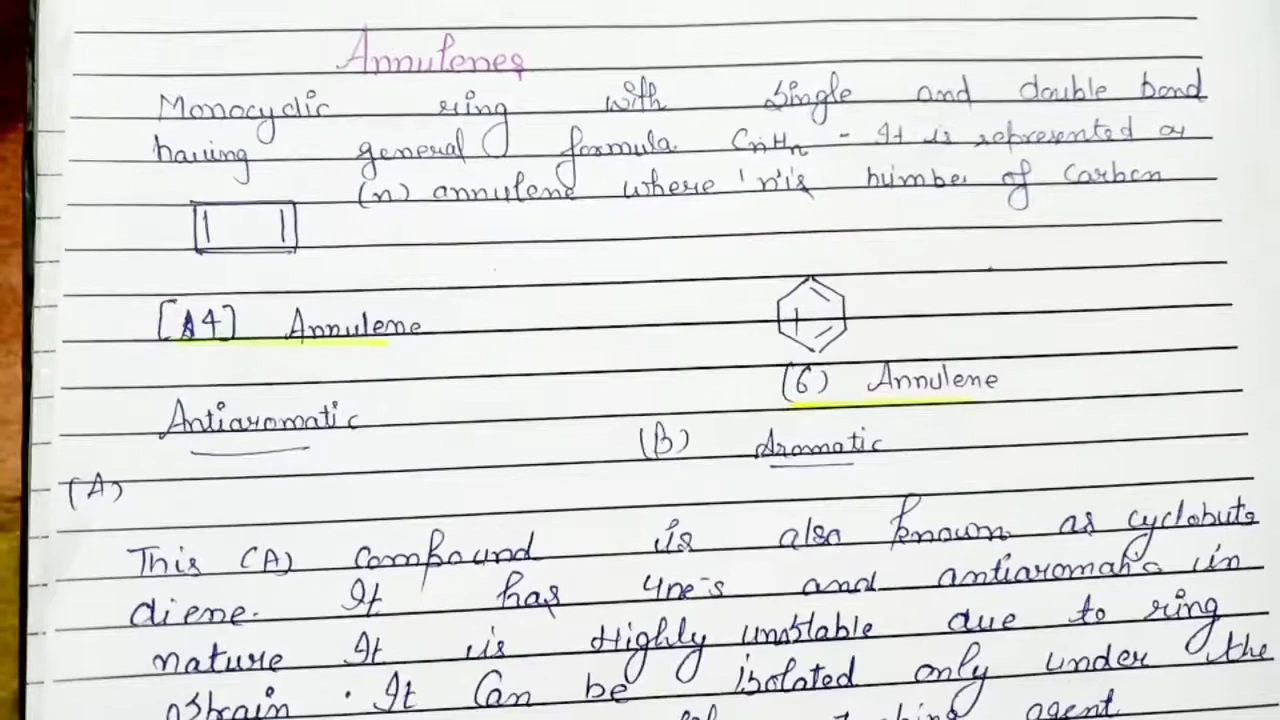 Annulenes
Monocyclic ring with single and double bond
having general formula CnHn - It is represented as
(n) annulene where 'n' is number of Carbon
[4] Annulene
(6) Annulene
Antiaromatic
(B) Aromatic
(A)
This (A) compound is also known as cyclobuta
diene. It has 4πe-s and antiaromatic in
nature It is Highly unstable due to ring
strain. It Can be isolated only under the
agent